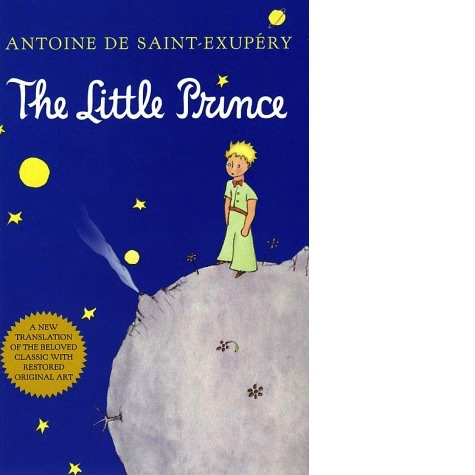 ANTOINE DE SAINT-EXUPÉRY
The Little Prince
A NEW
TRANSLATION
OF THE BELOVED
CLASSIC WITH
RESTORED
ORIGINAL ART